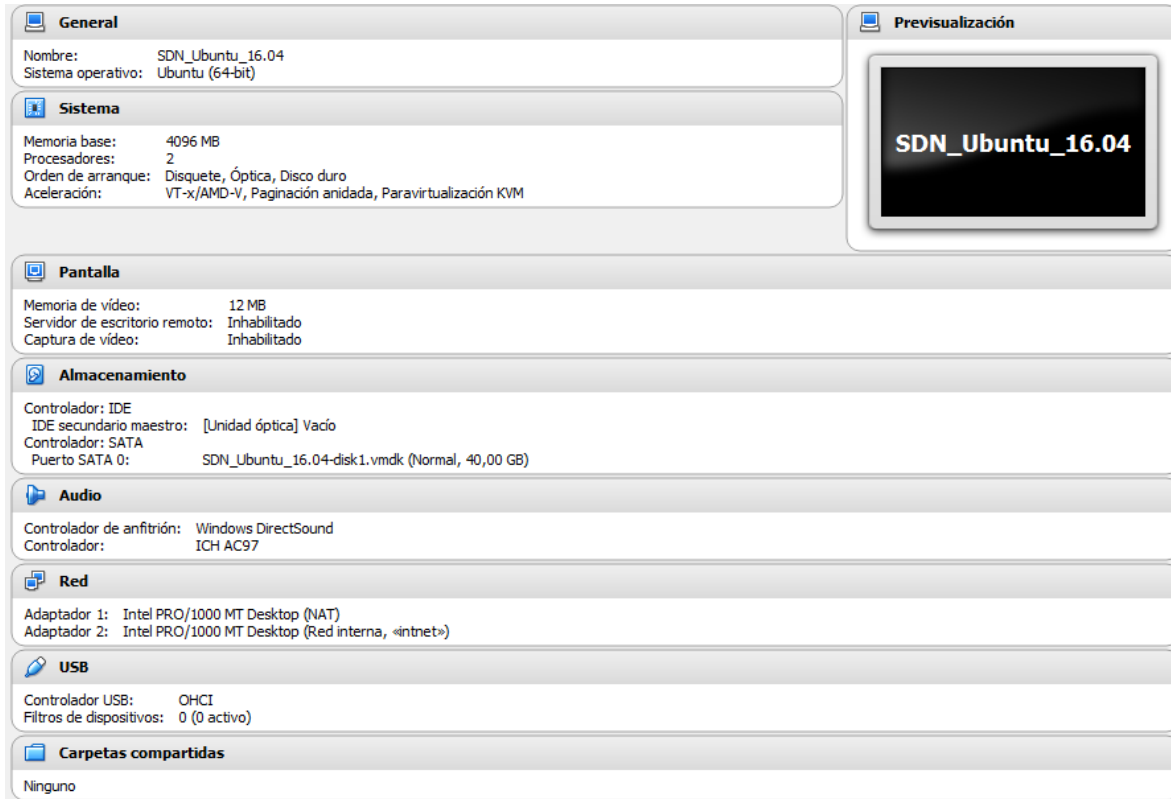 General
Nombre: SDN_Ubuntu_16.04
Sistema operativo: Ubuntu (64-bit)
Previsualización
SDN_Ubuntu_16.04
Sistema
Memoria base: 4096 MB
Procesadores: 2
Orden de arranque: Disquete, Óptica, Disco duro
Aceleración: VT-x/AMD-V, Paginación anidada, Paravirtualización KVM
Pantalla
Memoria de vídeo: 12 MB
Servidor de escritorio remoto: Inhabilitado
Captura de vídeo: Inhabilitado
Almacenamiento
Controlador: IDE
IDE secundario maestro: [Unidad óptica] Vacío
Controlador: SATA
Puerto SATA 0: SDN_Ubuntu_16.04-disk1.vmdk (Normal, 40,00 GB)
Audio
Controlador de anfitrión: Windows DirectSound
Controlador: ICH AC97
Red
Adaptador 1: Intel PRO/1000 MT Desktop (NAT)
Adaptador 2: Intel PRO/1000 MT Desktop (Red interna, «intnet»)
USB
Controlador USB: OHCI
Filtros de dispositivos: 0 (0 activo)
Carpetas compartidas
Ninguno